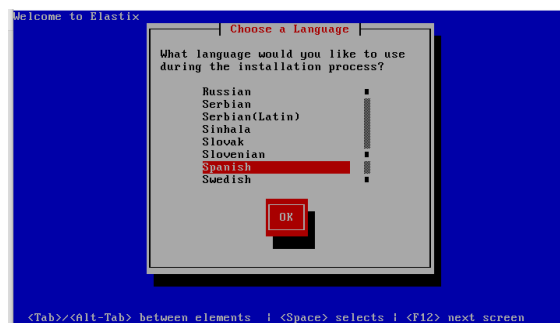 Welcome to Elastix
Choose a Language
What language would you like to use
during the installation process?
Russian
Serbian
Serbian(Latin)
Sinhala
Slovak
Slovenian
Spanish
Swedish
OK
<Tab>/<Alt-Tab> between elements | <Space> selects | <F12> next screen